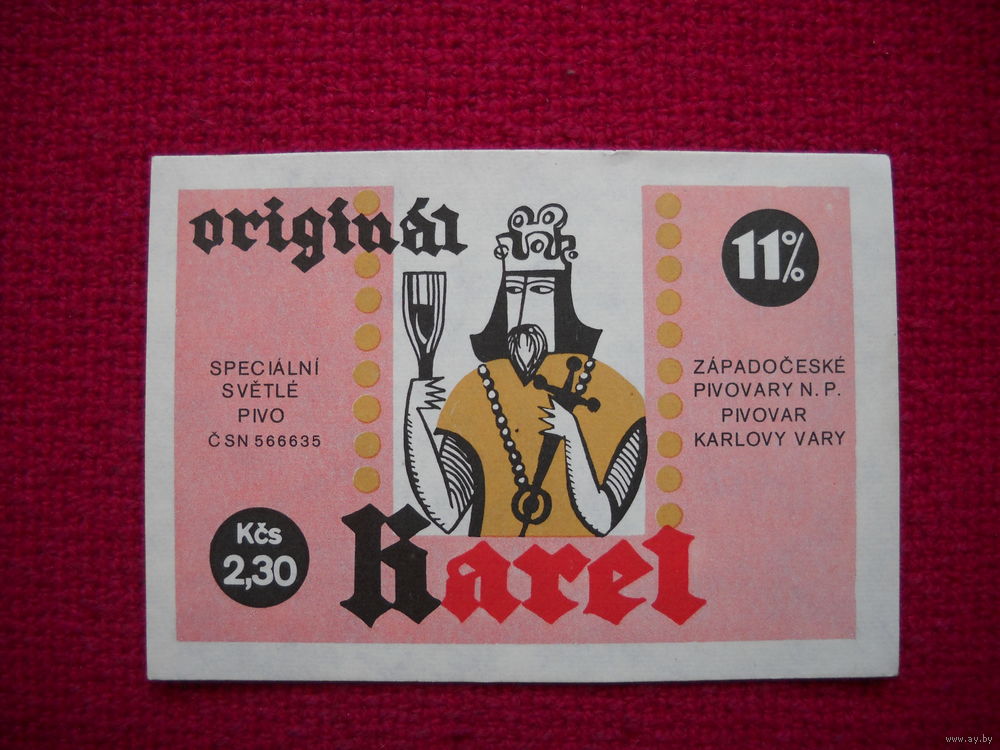 originál
11%
SPECIÁLNÍ
SVĚTLÉ
PIVO
ČSN 566635
ZÁPADOČESKÉ
PIVOVARY N. P.
PIVOVAR
KARLOVY VARY
Kčs
2,30
Karel
www.ay.by